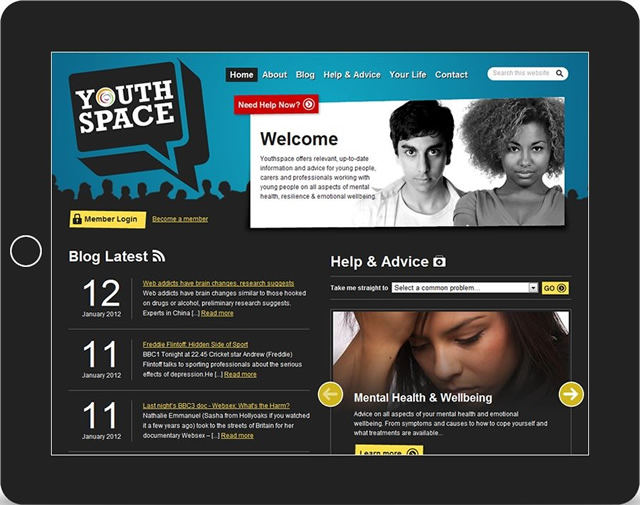 YOUTH
SPACE
Home About Blog Help & Advice Your Life Contact
Search this website
Need Help Now?
Welcome
Youthspace offers relevant, up-to-date
information and advice for young people,
carers and professionals working with
young people on all aspects of mental
health, resilience & emotional wellbeing.
Member Login
Become a member
Blog Latest
12
January 2012
Web addicts have brain changes, research suggests
Web addicts have brain changes similar to those hooked
on drugs or alcohol, preliminary research suggests.
Experts in China [...] Read more
11
January 2012
Freddie Flintoff: Hidden Side of Sport
BBC1 Tonight at 22.45 Cricket star Andrew (Freddie)
Flintoff talks to sporting professionals about the serious
effects of depression.He [...] Read more
11
January 2012
Last night's BBC3 doc - Websex: What's the Harm?
Nathalie Emmanuel (Sasha from Hollyoaks if you watched
it a few years ago) took to the streets of Britain for her
documentary Websex – [...] Read more
Help & Advice
Take me straight to Select a common problem... GO
Mental Health & Wellbeing
Advice on all aspects of your mental health and emotional
wellbeing. From symptoms and causes to how to cope yourself and
what treatments are available...
Learn more